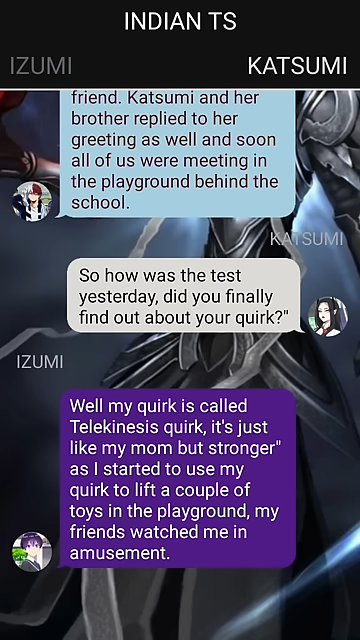 INDIAN TS
IZUMI
KATSUMI
friend. Katsumi and her
brother replied to her
greeting as well and soon
all of us were meeting in
the playground behind the
school.
KATSUMI
So how was the test
yesterday, did you finally
find out about your quirk?"
IZUMI
Well my quirk is called
Telekinesis quirk, it's just
like my mom but stronger"
as I started to use my
quirk to lift a couple of
toys in the playground, my
friends watched me in
amusement.